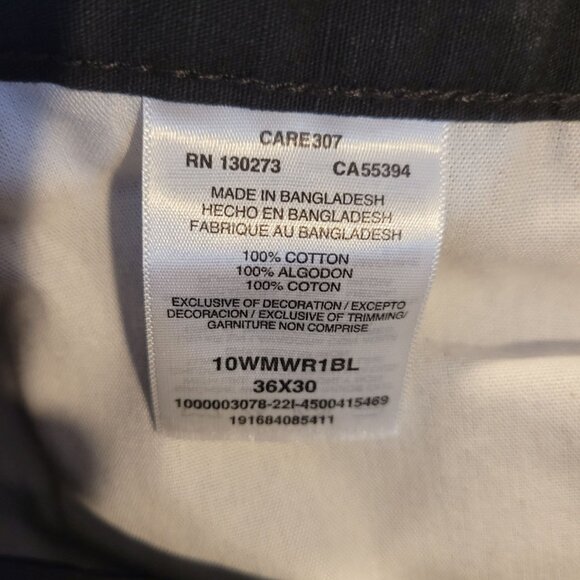 CARE307
RN 130273 CA55394
MADE IN BANGLADESH
HECHO EN BANGLADESH
FABRIQUE AU BANGLADESH
100% COTTON
100% ALGODON
100% COTON
EXCLUSIVE OF DECORATION / EXCEPTO
DECORACION / EXCLUSIVE OF TRIMMING/
GARNITURE NON COMPRISE
10WMWR1BL
36X30
1000003078-22I-4500415469
191684085411